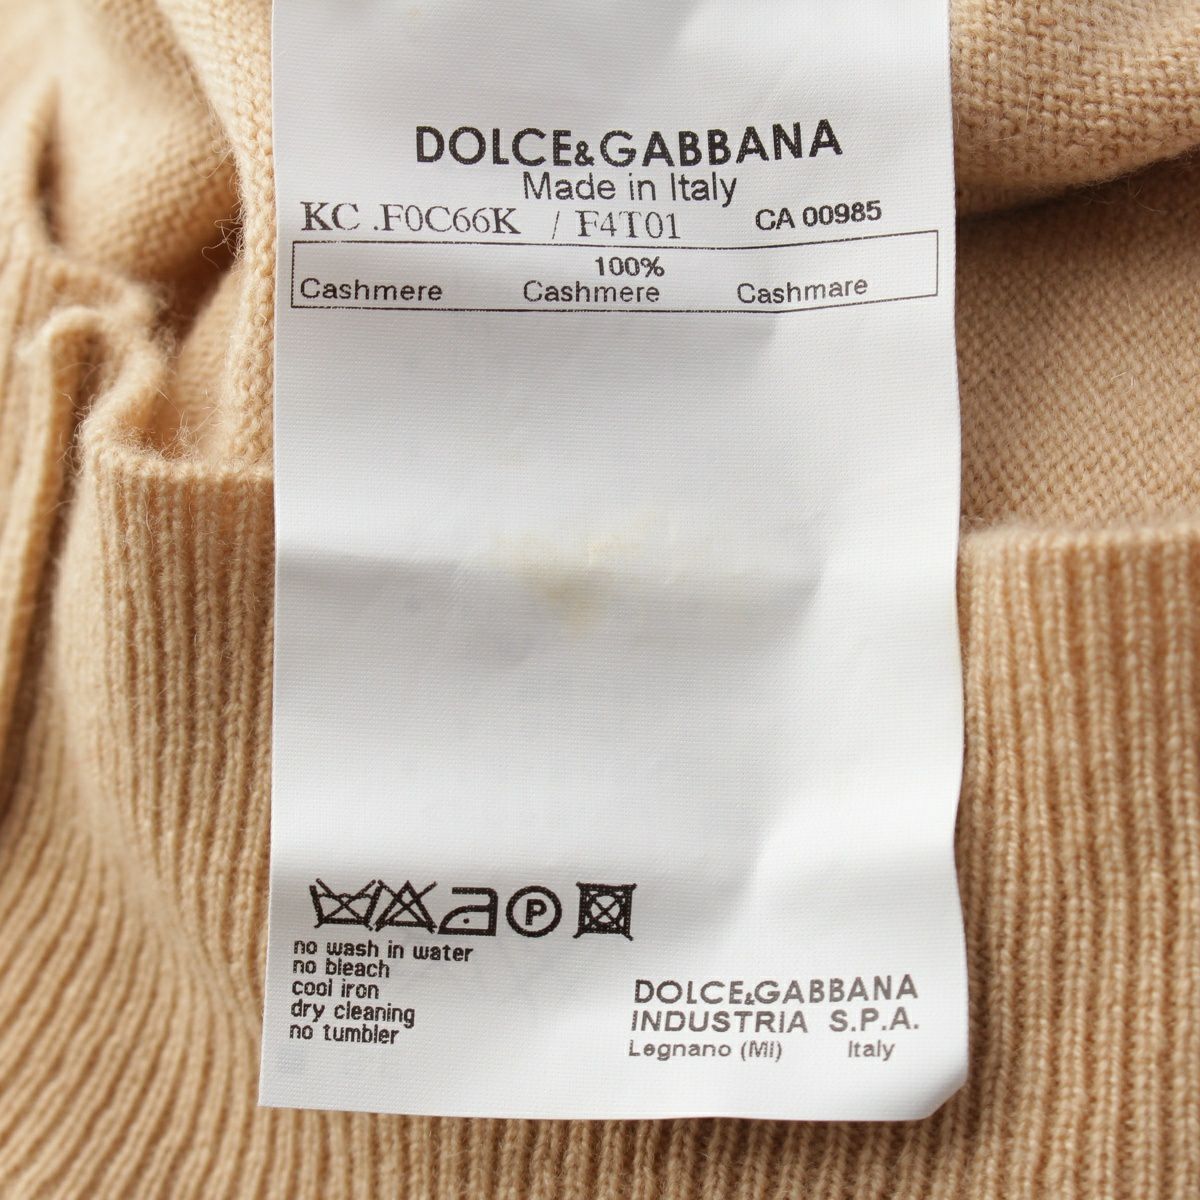 DOLCE&GABBANA
Made in Italy
KC .F0C66K / F4T01 CA 00985
100%
Cashmere Cashmere Cashmare
P
no wash in water
no bleach
cool iron
dry cleaning
no tumbler
DOLCE&GABBANA
INDUSTRIA S.P.A.
Legnano (MI) Italy